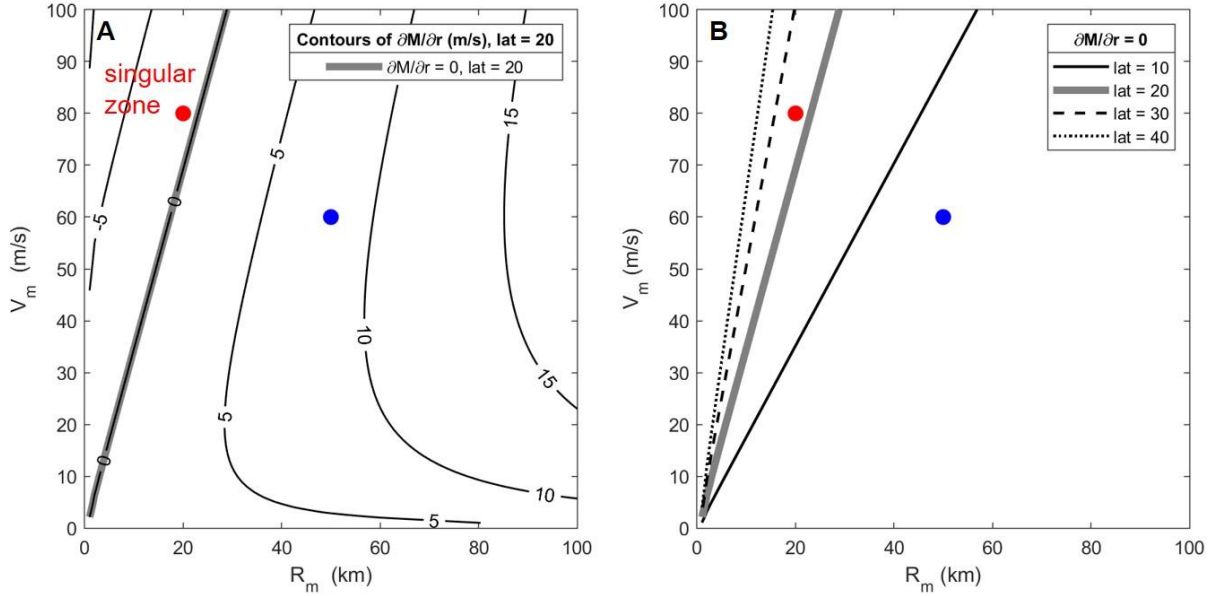 A
Contours of ∂M/∂r (m/s), lat = 20
∂M/∂r = 0, lat = 20
singular
zone
-5
0
0
5
5
5
10
10
15
15
V_m (m/s)
100
90
80
70
60
50
40
30
20
10
0
0 20 40 60 80 100
R_m (km)
B
∂M/∂r = 0
lat = 10
lat = 20
lat = 30
lat = 40
V_m (m/s)
100
90
80
70
60
50
40
30
20
10
0
0 20 40 60 80 100
R_m (km)